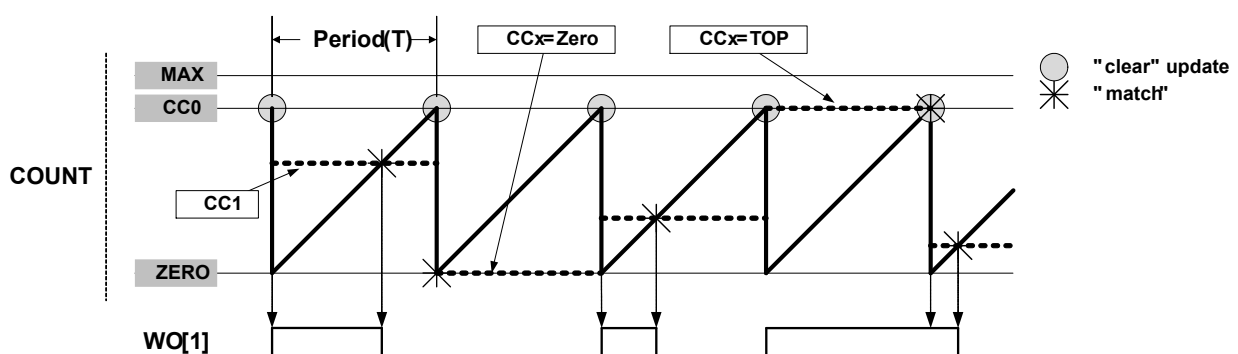 Period(T)
CCx=Zero
CCx=TOP
"clear" update
"match"
MAX
CC0
COUNT
CC1
ZERO
WO[1]